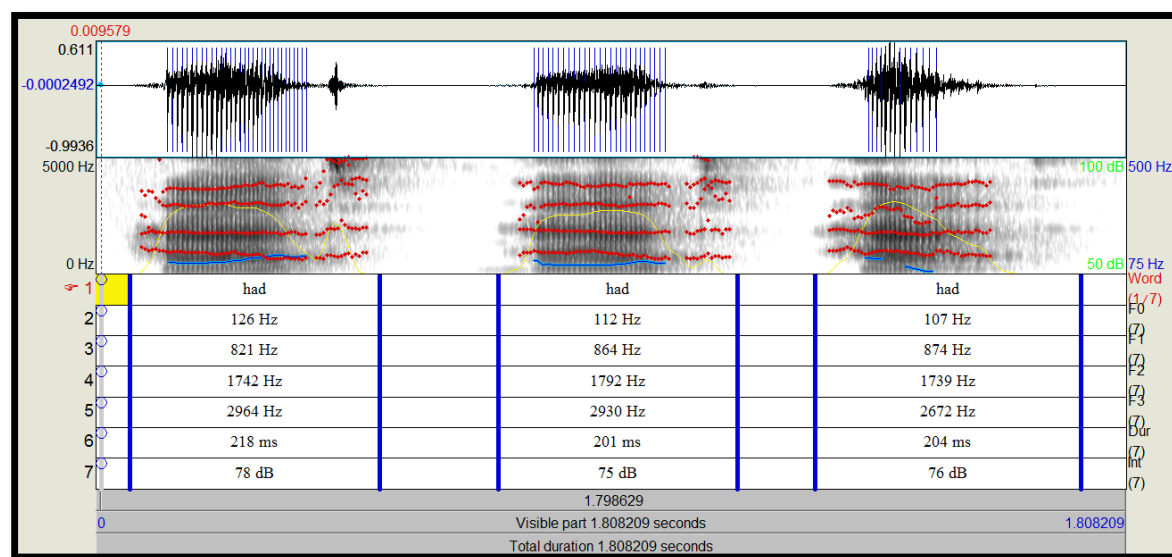 0.009579
0.611
-0.0002492
-0.9936
5000 Hz 100 dB 500 Hz
0 Hz 50 dB 75 Hz
1 had had had Word (1/7)
2 126 Hz 112 Hz 107 Hz F0 (7)
3 821 Hz 864 Hz 874 Hz F1 (7)
4 1742 Hz 1792 Hz 1739 Hz F2 (7)
5 2964 Hz 2930 Hz 2672 Hz F3 (7)
6 218 ms 201 ms 204 ms Dur (7)
7 78 dB 75 dB 76 dB Int (7)
1.798629
0 Visible part 1.808209 seconds 1.808209
Total duration 1.808209 seconds